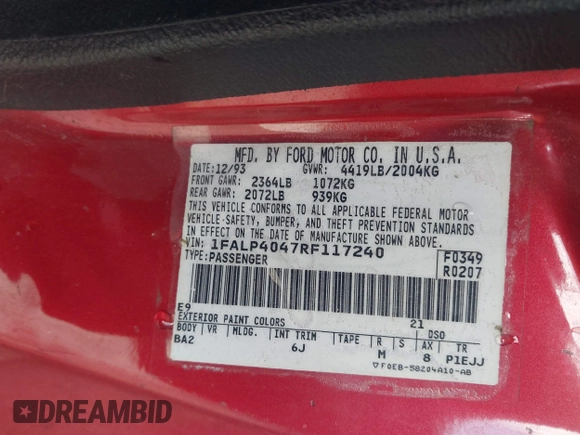 MFD. BY FORD MOTOR CO. IN U.S.A.
DATE: 12/93 GVWR: 4419LB/2004KG
FRONT GAWR: 2364LB 1072KG
REAR GAWR: 2072LB 939KG
THIS VEHICLE CONFORMS TO ALL APPLICABLE FEDERAL MOTOR
VEHICLE SAFETY, BUMPER, AND THEFT PREVENTION STANDARDS
IN EFFECT ON THE DATE OF MANUFACTURE SHOWN ABOVE.
VIN: 1FALP4047RF117240 F0349
TYPE: PASSENGER R0207
E9
EXTERIOR PAINT COLORS 21 DSO
BODY VR MLDG. INT TRIM TAPE R S AX TR
BA2 6J M 8 P1EJJ
▽F0EB-58204A10-AB
DREAMBID